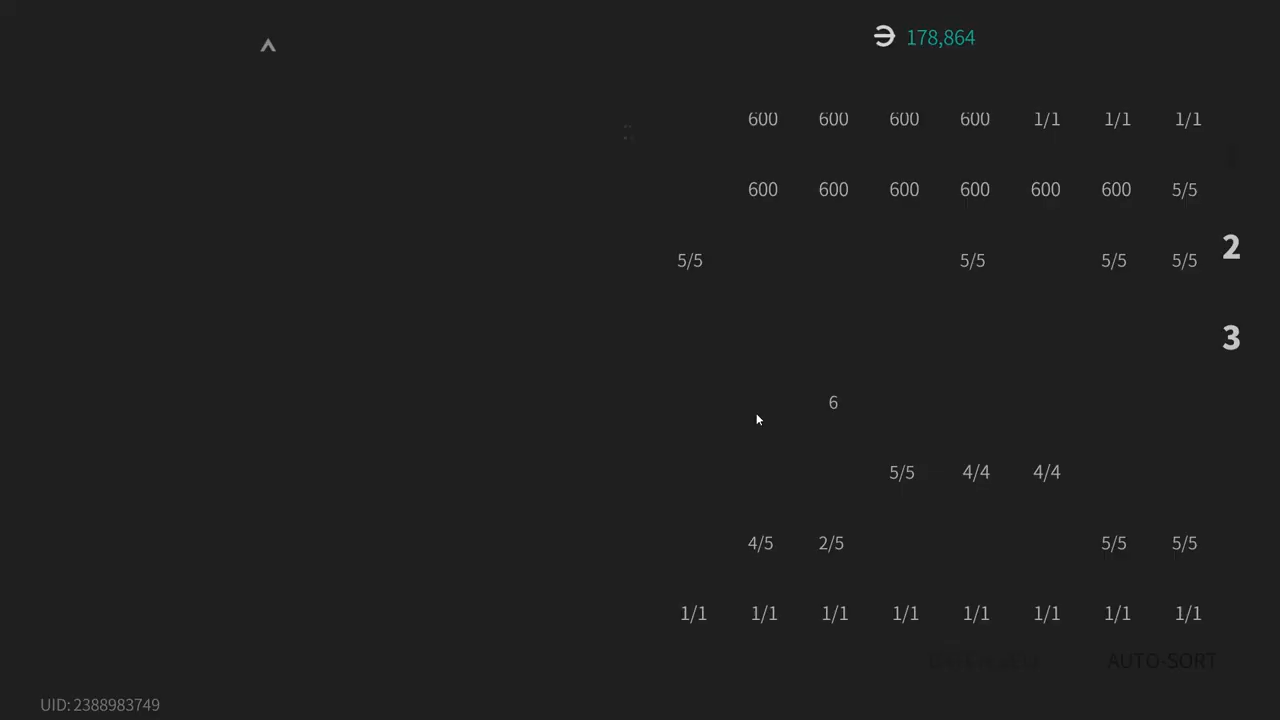 178,864
600 600 600 600 1/1 1/1 1/1
600 600 600 600 600 600 5/5
5/5 5/5 5/5 5/5
2
3
6
5/5 4/4 4/4
4/5 2/5 5/5 5/5
1/1 1/1 1/1 1/1 1/1 1/1 1/1 1/1
AUTO-SORT
UID: 2388983749